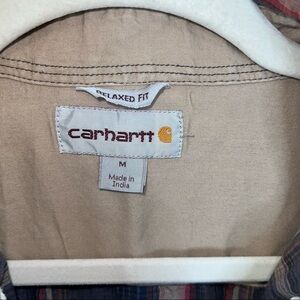 RELAXED FIT
carhartt
M
Made in
India